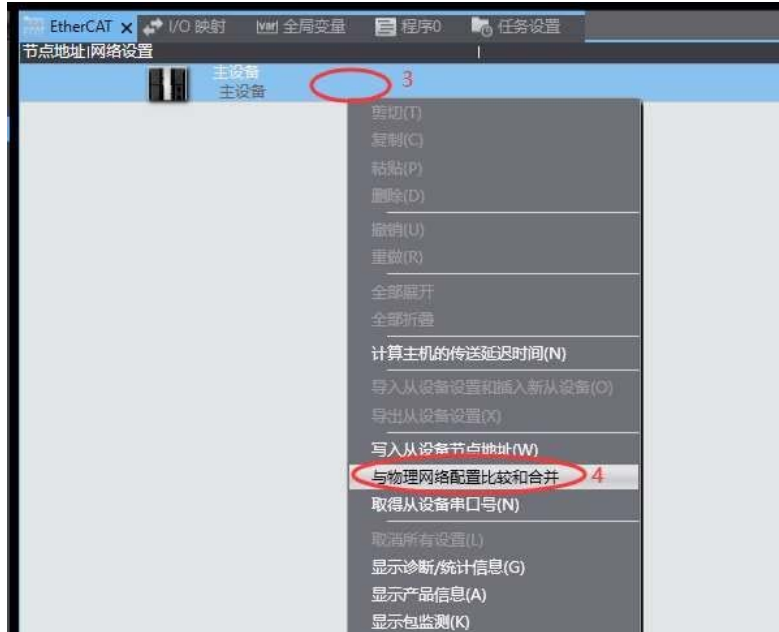 EtherCAT × I/O 映射 var 全局变量 程序0 任务设置
节点地址|网络设置
主设备
主设备
3
剪切(T)
复制(C)
粘贴(P)
删除(D)
撤销(U)
重做(R)
全部展开
全部折叠
计算主机的传送延迟时间(N)
导入从设备设置和插入新从设备(O)
导出从设备设置(X)
写入从设备节点地址(W)
与物理网络配置比较和合并 4
取得从设备串口号(N)
取消所有设置(L)
显示诊断/统计信息(G)
显示产品信息(A)
显示包监测(K)